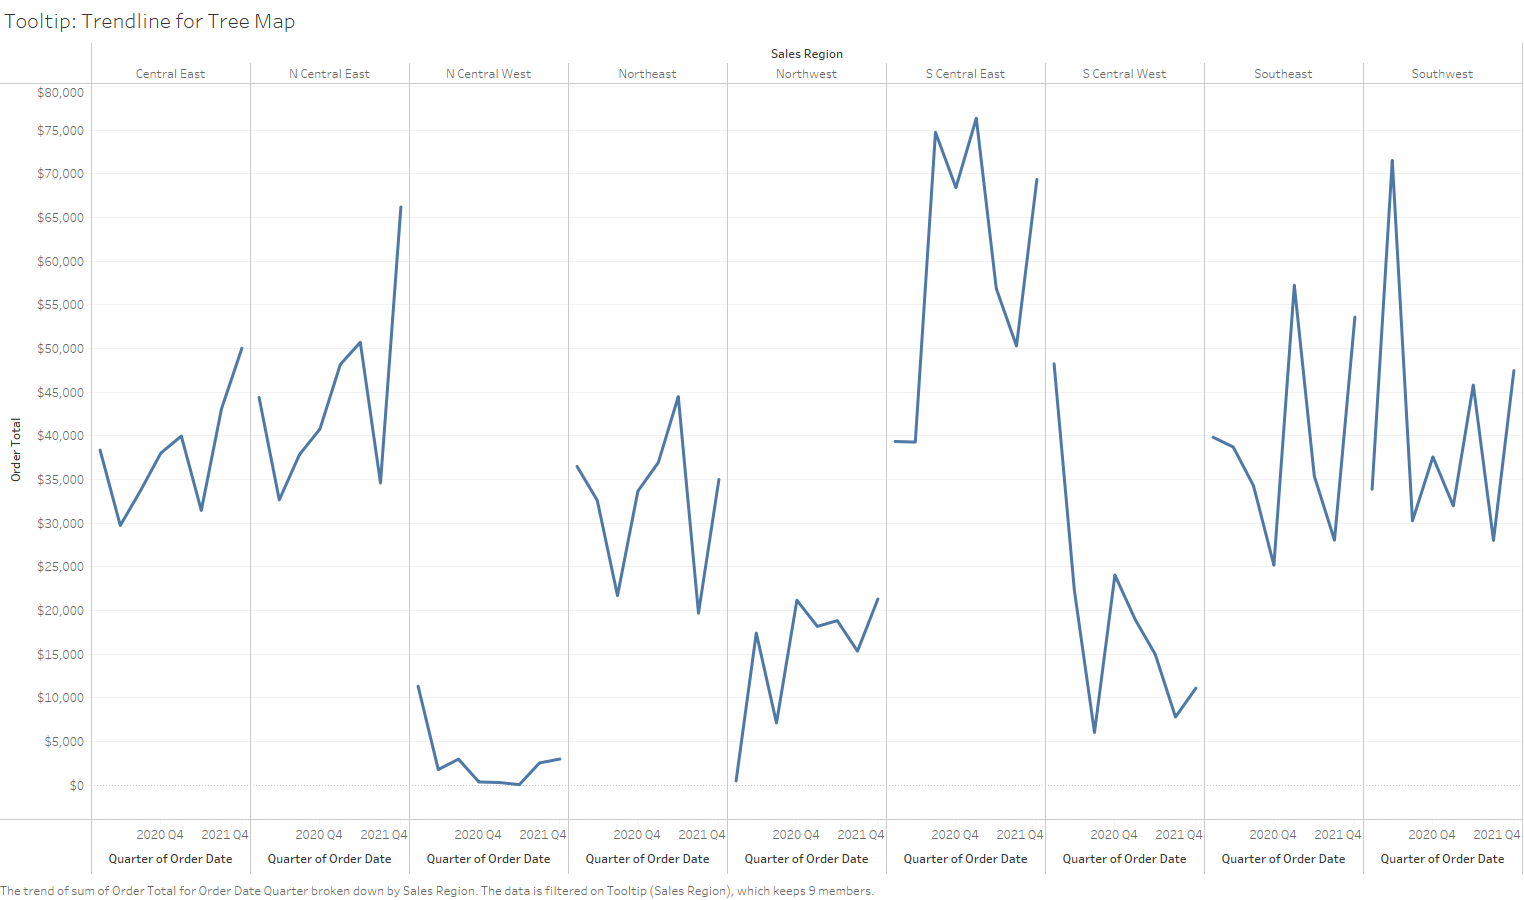 Tooltip: Trendline for Tree Map
Sales Region
Central East N Central East N Central West Northeast Northwest S Central East S Central West Southeast Southwest
$80,000
$75,000
$70,000
$65,000
$60,000
$55,000
$50,000
$45,000
$40,000
$35,000
$30,000
$25,000
$20,000
$15,000
$10,000
$5,000
$0
Order Total
2020 Q4 2021 Q4 2020 Q4 2021 Q4 2020 Q4 2021 Q4 2020 Q4 2021 Q4 2020 Q4 2021 Q4 2020 Q4 2021 Q4 2020 Q4 2021 Q4 2020 Q4 2021 Q4 2020 Q4 2021 Q4
Quarter of Order Date Quarter of Order Date Quarter of Order Date Quarter of Order Date Quarter of Order Date Quarter of Order Date Quarter of Order Date Quarter of Order Date Quarter of Order Date
The trend of sum of Order Total for Order Date Quarter broken down by Sales Region. The data is filtered on Tooltip (Sales Region), which keeps 9 members.